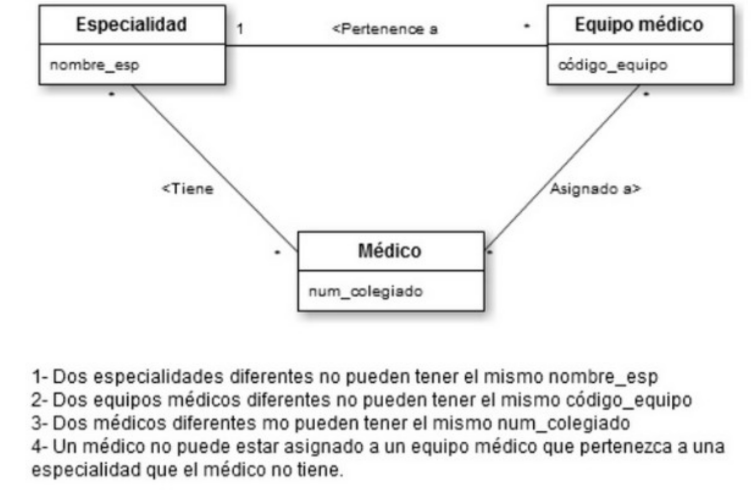 Especialidad
1
<Pertenence a
*
Equipo médico
nombre_esp
código_equipo
*
*
<Tiene
Asignado a>
*
Médico
*
num_colegiado
1- Dos especialidades diferentes no pueden tener el mismo nombre_esp
2- Dos equipos médicos diferentes no pueden tener el mismo código_equipo
3- Dos médicos diferentes mo pueden tener el mismo num_colegiado
4- Un médico no puede estar asignado a un equipo médico que pertenezca a una
especialidad que el médico no tiene.